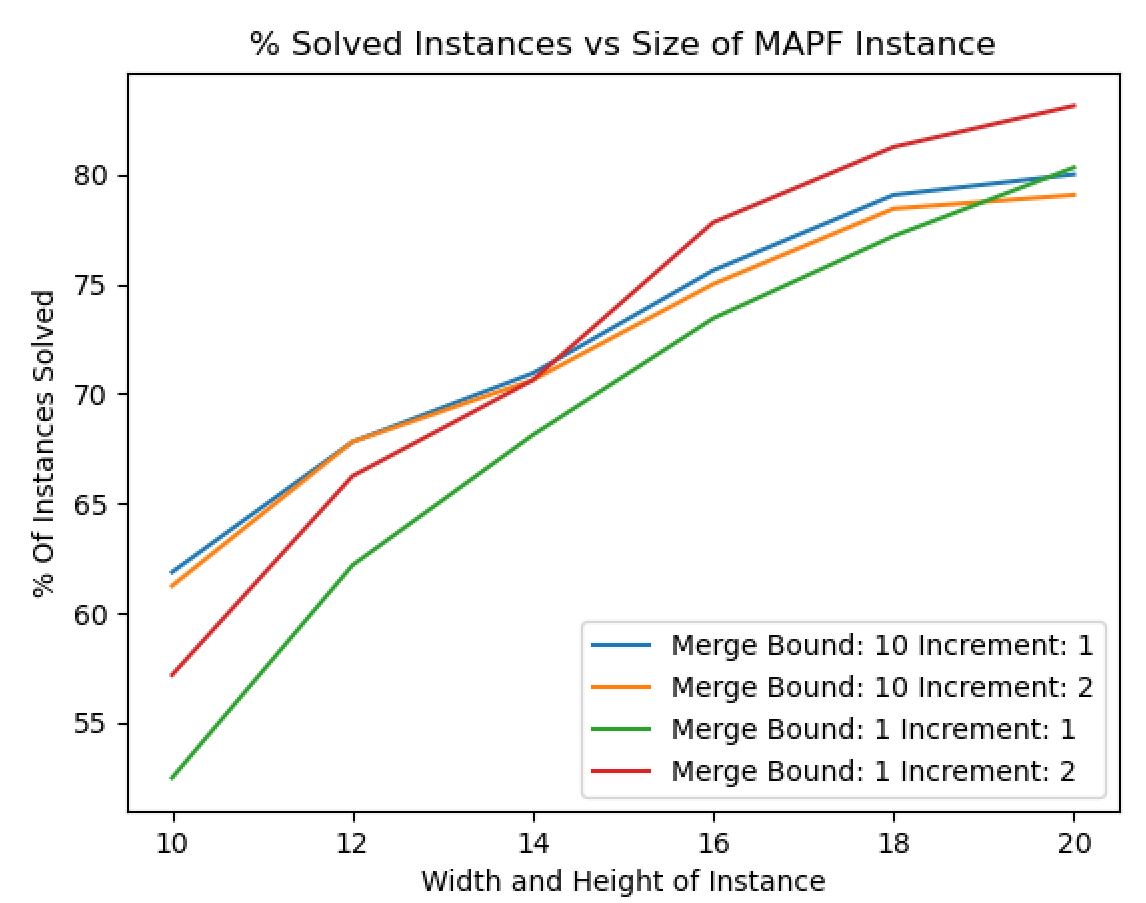 % Solved Instances vs Size of MAPF Instance
% Of Instances Solved
80
75
70
65
60
55
10 12 14 16 18 20
Width and Height of Instance
Merge Bound: 10 Increment: 1
Merge Bound: 10 Increment: 2
Merge Bound: 1 Increment: 1
Merge Bound: 1 Increment: 2